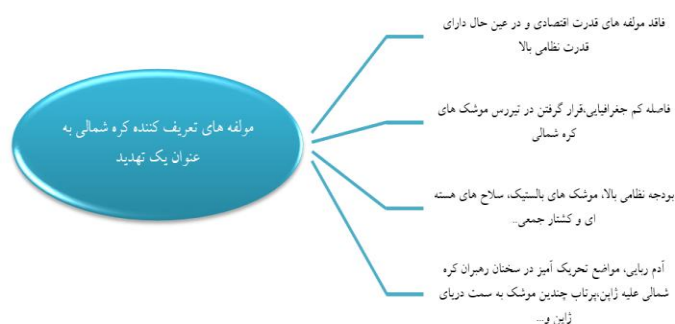 مولفه های تعریف کننده کره شمالی به
عنوان یک تهدید
فاقد مولفه های قدرت اقتصادی و در عین حال دارای
قدرت نظامی بالا
فاصله کم جغرافیایی،قرار گرفتن در تیررس موشک های
کره شمالی
بودجه نظامی بالا، موشک های بالستیک، سلاح های هسته
ای و کشتار جمعی..
آدم ربایی، مواضع تحریک آمیز در سخنان رهبران کره
شمالی علیه ژاپن،پرتاب چندین موشک به سمت دریای
ژاپن و...